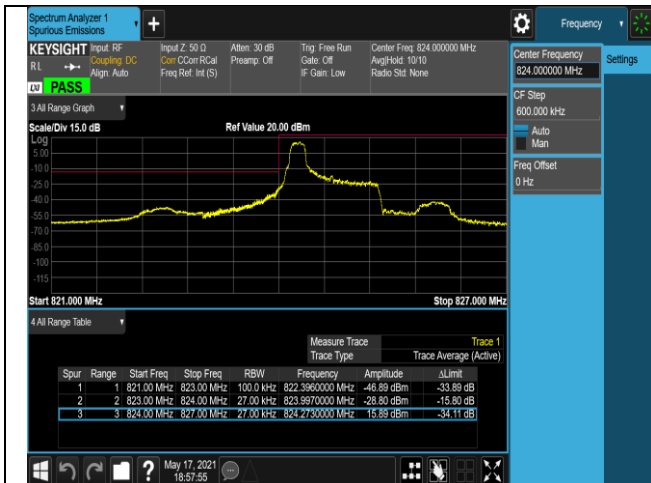 Spectrum Analyzer 1
Spurious Emissions
Frequency
KEYSIGHT
Input: RF
Input Z: 50 Ω
Atten: 30 dB
Trig: Free Run
Center Freq: 824.000000 MHz
RL
Coupling: DC
Corr CCorr RCal
Preamp: Off
Gate: Off
Avg|Hold: 10/10
Align: Auto
Freq Ref: Int (S)
IF Gain: Low
Radio Std: None
LXI
PASS
Center Frequency
824.000000 MHz
Settings
CF Step
600.000 kHz
Auto
Man
Freq Offset
0 Hz
3 All Range Graph
Scale/Div 15.0 dB
Ref Value 20.00 dBm
Log
5.00
-10.0
-25.0
-40.0
-55.0
-70.0
-85.0
-100
-115
Start 821.000 MHz
Stop 827.000 MHz
4 All Range Table
Measure Trace Trace 1
Trace Type Trace Average (Active)
Spur Range Start Freq Stop Freq RBW Frequency Amplitude ΔLimit
1 1 821.00 MHz 823.00 MHz 100.0 kHz 822.3960000 MHz -46.89 dBm -33.89 dB
2 2 823.00 MHz 824.00 MHz 27.00 kHz 823.9970000 MHz -28.80 dBm -15.80 dB
3 3 824.00 MHz 827.00 MHz 27.00 kHz 824.2730000 MHz 15.89 dBm -34.11 dB
?
May 17, 2021
18:57:55